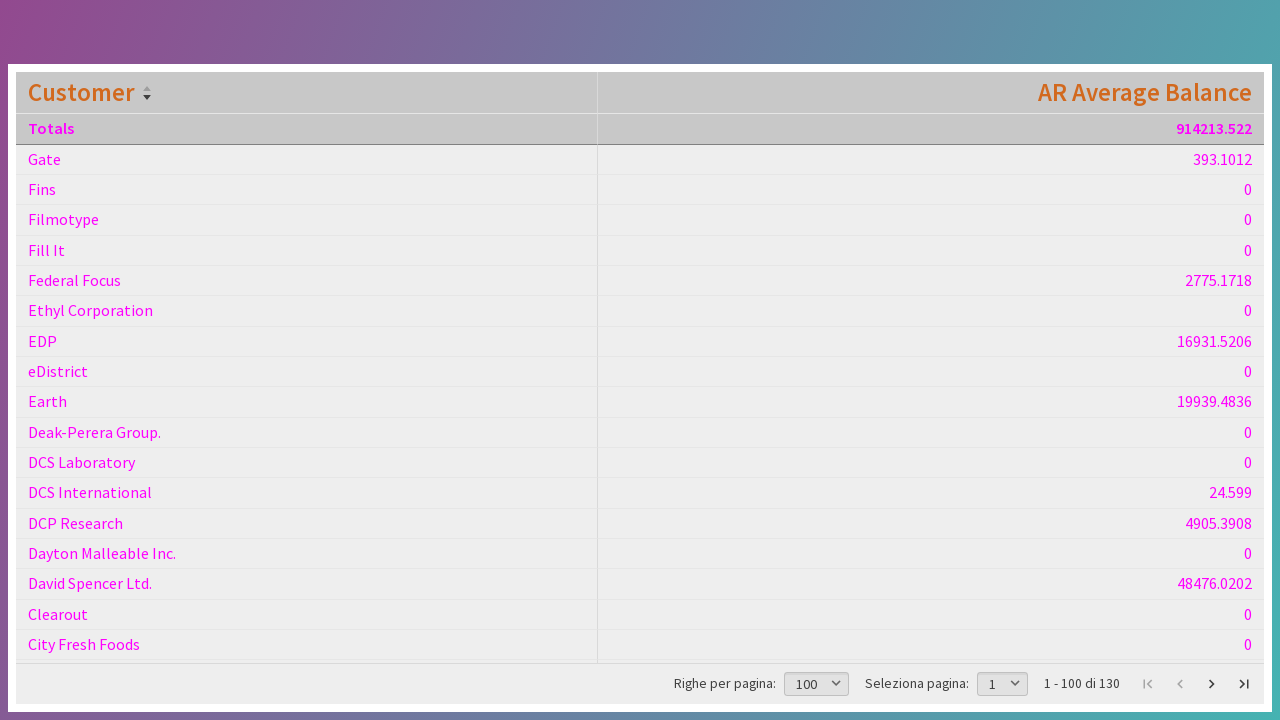 Customer AR Average Balance
Totals 914213.522
Gate 393.1012
Fins 0
Filmotype 0
Fill It 0
Federal Focus 2775.1718
Ethyl Corporation 0
EDP 16931.5206
eDistrict 0
Earth 19939.4836
Deak-Perera Group. 0
DCS Laboratory 0
DCS International 24.599
DCP Research 4905.3908
Dayton Malleable Inc. 0
David Spencer Ltd. 48476.0202
Clearout 0
City Fresh Foods 0
Righe per pagina: 100 Seleziona pagina: 1 1 - 100 di 130